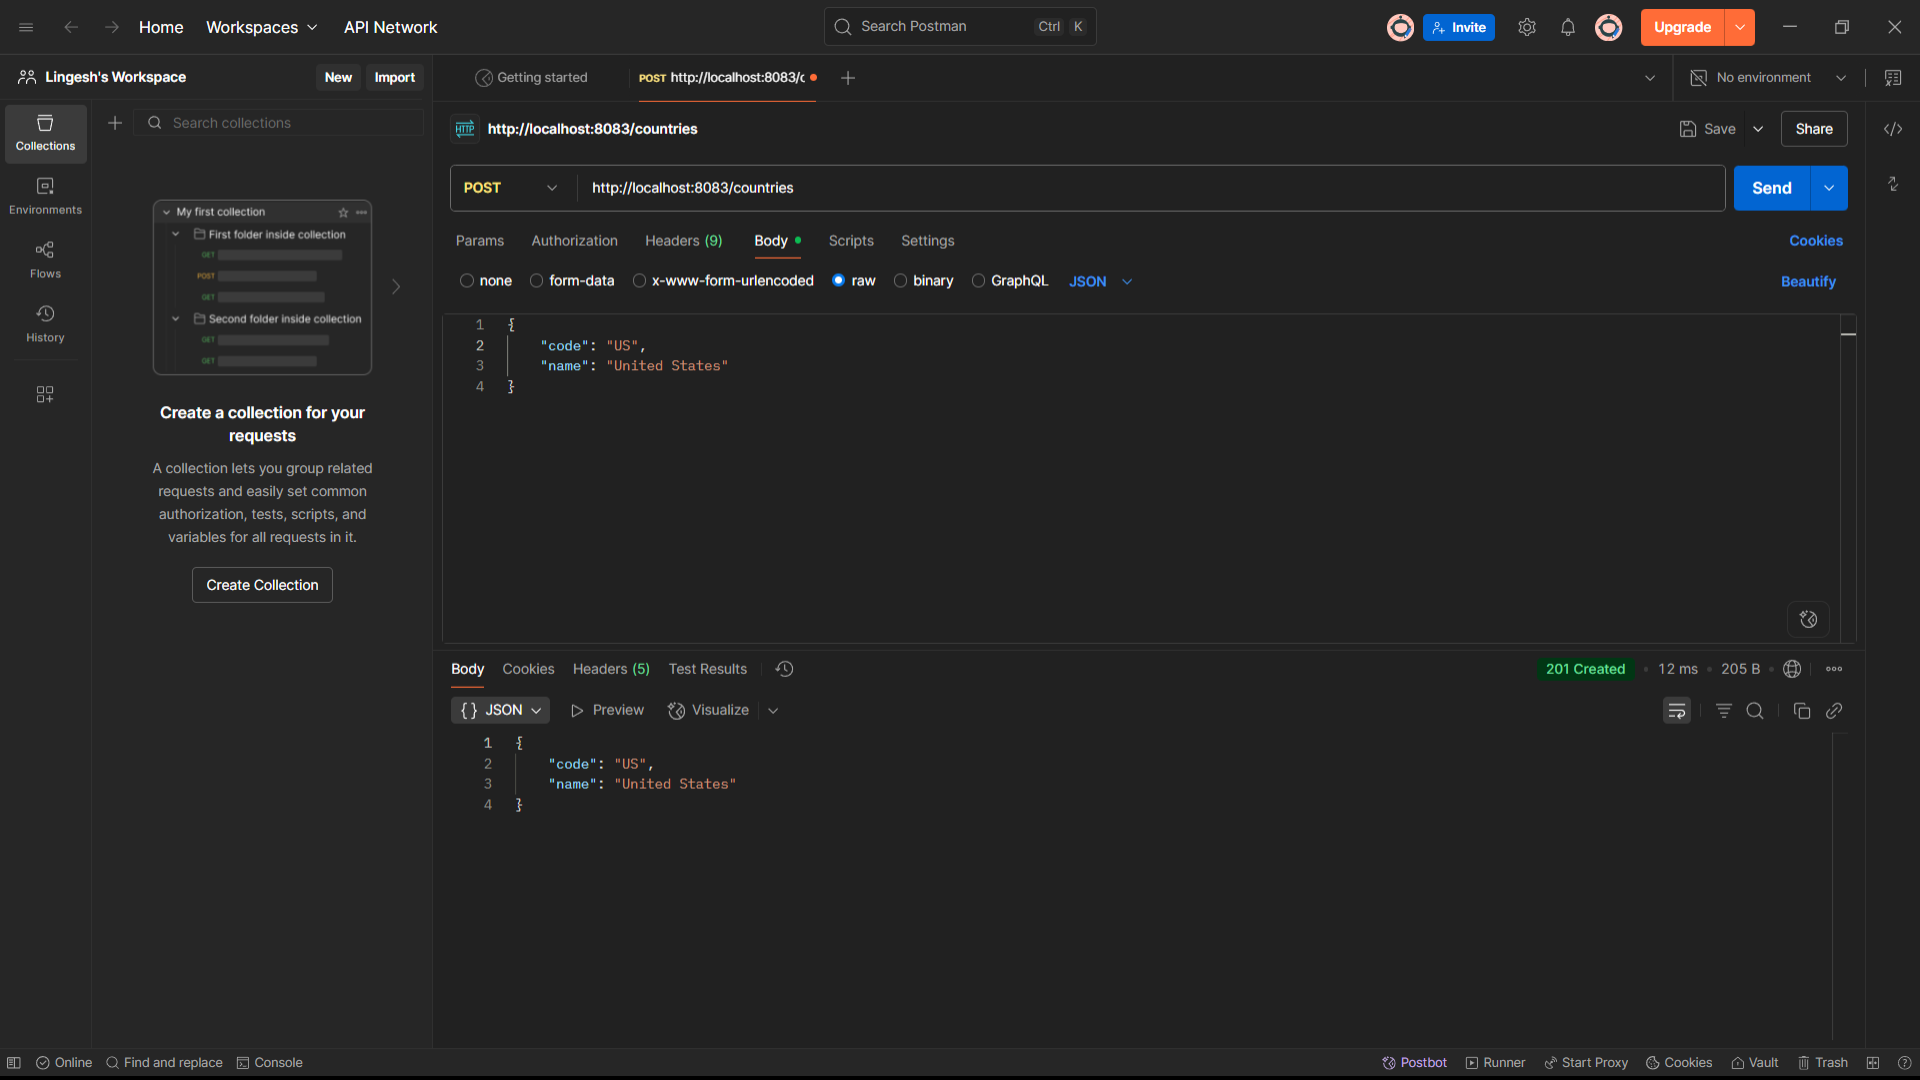 Home Workspaces API Network Search Postman Ctrl K Invite Upgrade
Lingesh's Workspace New Import Getting started POST http://localhost:8083/c No environment
Collections
Environments
Flows
History
Search collections
My first collection
First folder inside collection
GET
POST
GET
Second folder inside collection
GET
GET
Create a collection for your
requests
A collection lets you group related
requests and easily set common
authorization, tests, scripts, and
variables for all requests in it.
Create Collection
HTTP http://localhost:8083/countries Save Share
POST http://localhost:8083/countries Send
Params Authorization Headers (9) Body Scripts Settings Cookies
none form-data x-www-form-urlencoded raw binary GraphQL JSON Beautify
1 {
2 "code": "US",
3 "name": "United States"
4 }
Body Cookies Headers (5) Test Results 201 Created 12 ms 205 B
{} JSON Preview Visualize
1 {
2 "code": "US",
3 "name": "United States"
4 }
Online Find and replace Console Postbot Runner Start Proxy Cookies Vault Trash